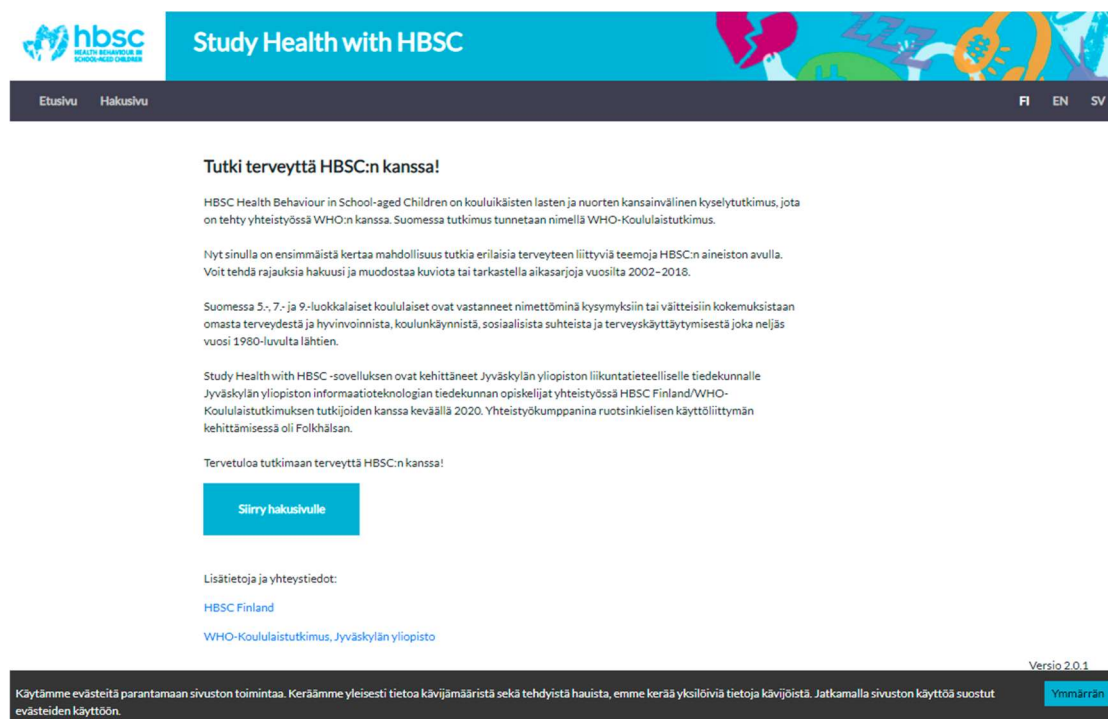 hbsc
HEALTH BEHAVIOUR IN
SCHOOL-AGED CHILDREN
Study Health with HBSC
ZZZ
Etusivu Hakusivu FI EN SV
Tutki terveyttä HBSC:n kanssa!
HBSC Health Behaviour in School-aged Children on kouluikäisten lasten ja nuorten kansainvälinen kyselytutkimus, jota
on tehty yhteistyössä WHO:n kanssa. Suomessa tutkimus tunnetaan nimellä WHO-Koululaistutkimus.
Nyt sinulla on ensimmäistä kertaa mahdollisuus tutkia erilaisia terveyteen liittyviä teemoja HBSC:n aineiston avulla.
Voit tehdä rajauksia hakuusi ja muodostaa kuviota tai tarkastella aikasarjoja vuosilta 2002–2018.
Suomessa 5.-, 7.- ja 9.-luokkalaiset koululaiset ovat vastanneet nimettöminä kysymyksiin tai väitteisiin kokemuksistaan
omasta terveydestä ja hyvinvoinnista, koulunkäynnistä, sosiaalisista suhteista ja terveyskäyttäytymisestä joka neljäs
vuosi 1980-luvulta lähtien.
Study Health with HBSC -sovelluksen ovat kehittäneet Jyväskylän yliopiston liikuntatieteelliselle tiedekunnalle
Jyväskylän yliopiston informaatioteknologian tiedekunnan opiskelijat yhteistyössä HBSC Finland/WHO-
Koululaistutkimuksen tutkijoiden kanssa keväällä 2020. Yhteistyökumppanina ruotsinkielisen käyttöliittymän
kehittämisessä oli Folkhälsan.
Tervetuloa tutkimaan terveyttä HBSC:n kanssa!
Siirry hakusivulle
Lisätietoja ja yhteystiedot:
HBSC Finland
WHO-Koululaistutkimus, Jyväskylän yliopisto
Versio 2.0.1
Käytämme evästeitä parantamaan sivuston toimintaa. Keräämme yleisesti tietoa kävijämääristä sekä tehdyistä hauista, emme kerää yksilöiviä tietoja kävijöistä. Jatkamalla sivuston käyttöä suostut
evästeiden käyttöön.
Ymmärrän